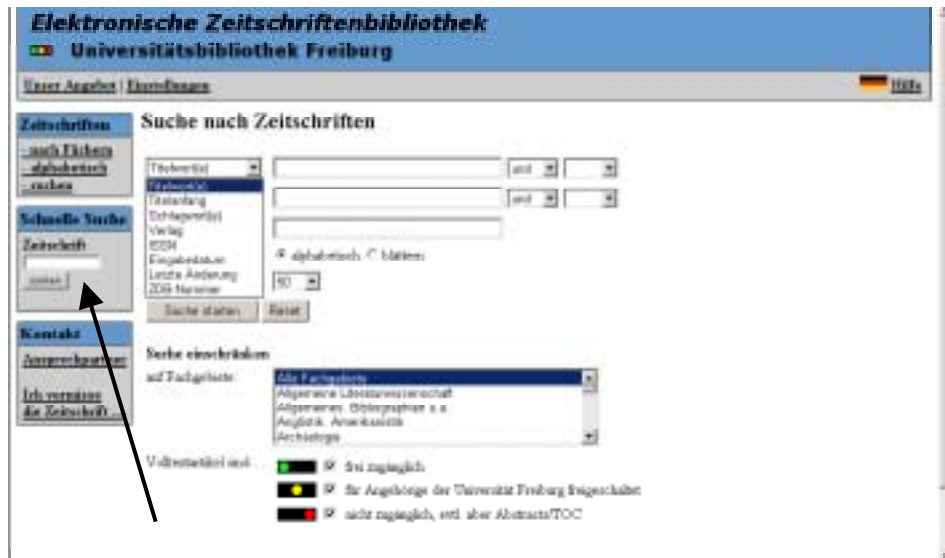 Elektronische Zeitschriftenbibliothek
Universitätsbibliothek Freiburg
Unser Angebot | Einstellungen
Hilfe
Zeitschriften
- nach Fächern
- alphabetisch
- suchen
Schnelle Suche
Zeitschrift
suchen
Kontakt
Ansprechpartner
Ich vermisse
die Zeitschrift ...
Suche nach Zeitschriften
Titelwort(e)
and
Titelwort(e)
Titelanfang
and
Schlagwort(e)
Verlag
ISSN
Eingabedatum
alphabetisch
blättern
Letzte Änderung
ZDB-Nummer
50
Suche starten
Reset
Suche einschränken
auf Fachgebiete:
Alle Fachgebiete
Allgemeine Literaturwissenschaft
Allgemeines, Bibliographien u.a.
Anglistik, Amerikanistik
Archäologie
Volltextartikel sind ...
frei zugänglich
für Angehörige der Universität Freiburg freigeschaltet
nicht zugänglich, evtl. aber Abstracts/TOC